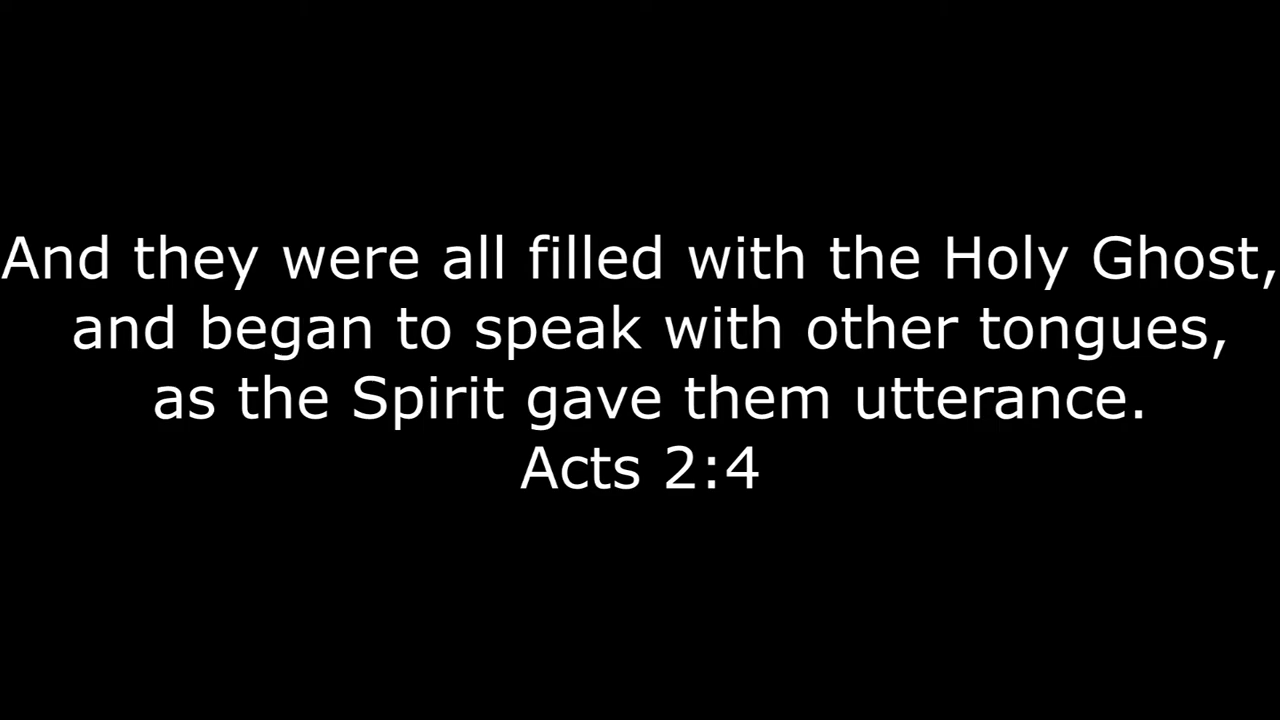 And they were all filled with the Holy Ghost,
and began to speak with other tongues,
as the Spirit gave them utterance.
Acts 2:4